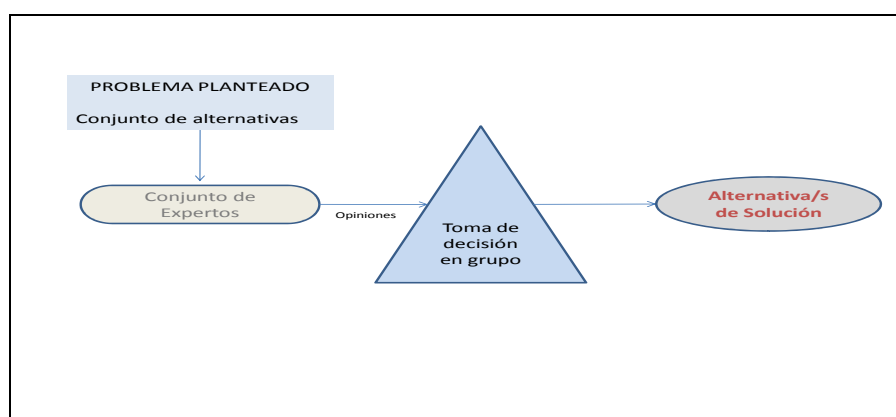 PROBLEMA PLANTEADO
Conjunto de alternativas
Conjunto de
Expertos
Opiniones
Toma de
decisión
en grupo
Alternativa/s
de Solución